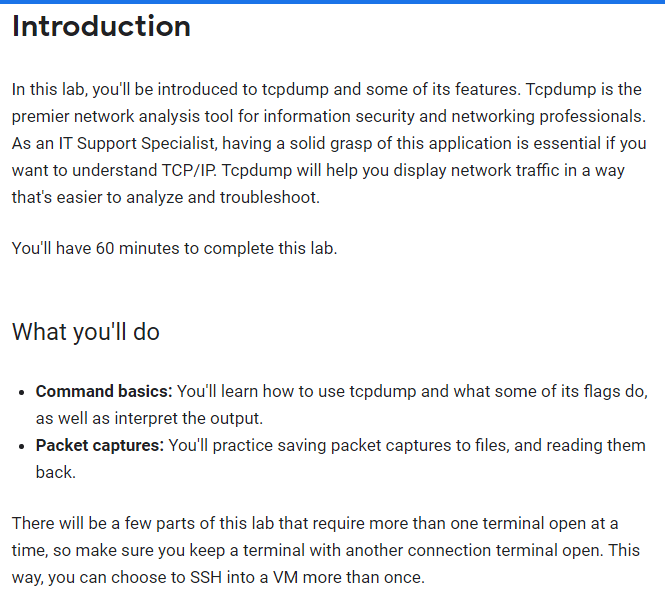 Introduction
In this lab, you'll be introduced to tcpdump and some of its features. Tcpdump is the
premier network analysis tool for information security and networking professionals.
As an IT Support Specialist, having a solid grasp of this application is essential if you
want to understand TCP/IP. Tcpdump will help you display network traffic in a way
that's easier to analyze and troubleshoot.
You'll have 60 minutes to complete this lab.
What you'll do
• Command basics: You'll learn how to use tcpdump and what some of its flags do,
as well as interpret the output.
• Packet captures: You'll practice saving packet captures to files, and reading them
back.
There will be a few parts of this lab that require more than one terminal open at a
time, so make sure you keep a terminal with another connection terminal open. This
way, you can choose to SSH into a VM more than once.